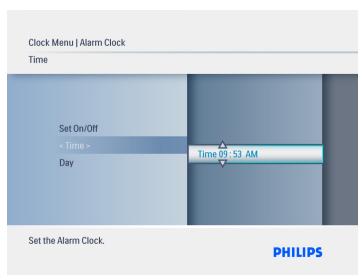 Clock Menu | Alarm Clock
Time
Set On/Off
< Time >
Time 09 : 53 AM
Day
Set the Alarm Clock.
PHILIPS